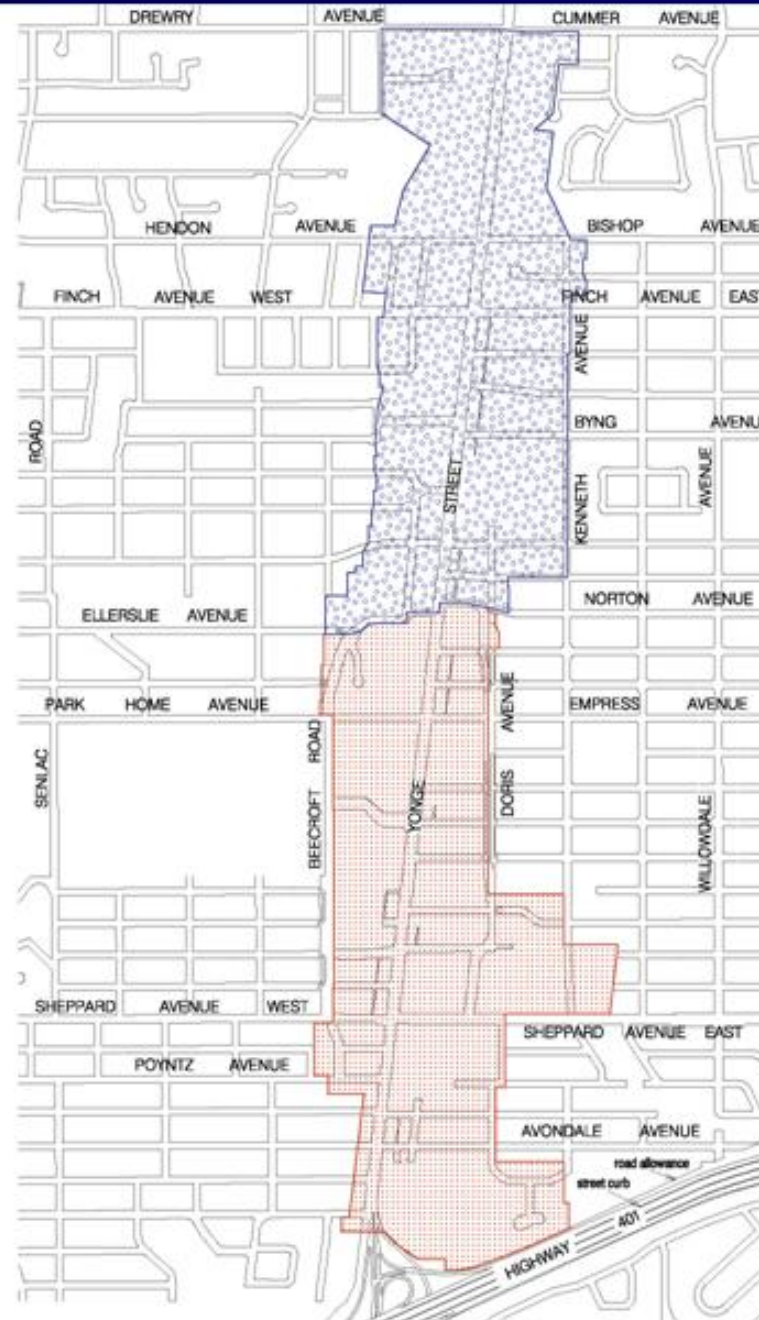 DREWRY AVENUE CUMMER AVENUE
HENDON AVENUE BISHOP AVENUE
FINCH AVENUE WEST FINCH AVENUE EAST
AVENUE
BYNG AVENU
ROAD
STREET
KENNETH
AVENUE
ELLERSLIE AVENUE NORTON AVENUE
PARK HOME AVENUE EMPRESS AVENUE
AVENUE
ROAD
SENLAC
BEECROFT
YONGE
DORIS
WILLOWDALE
SHEPPARD AVENUE WEST
SHEPPARD AVENUE EAST
POYNTZ AVENUE
AVONDALE AVENUE
road allowance
street curb
HIGHWAY 401